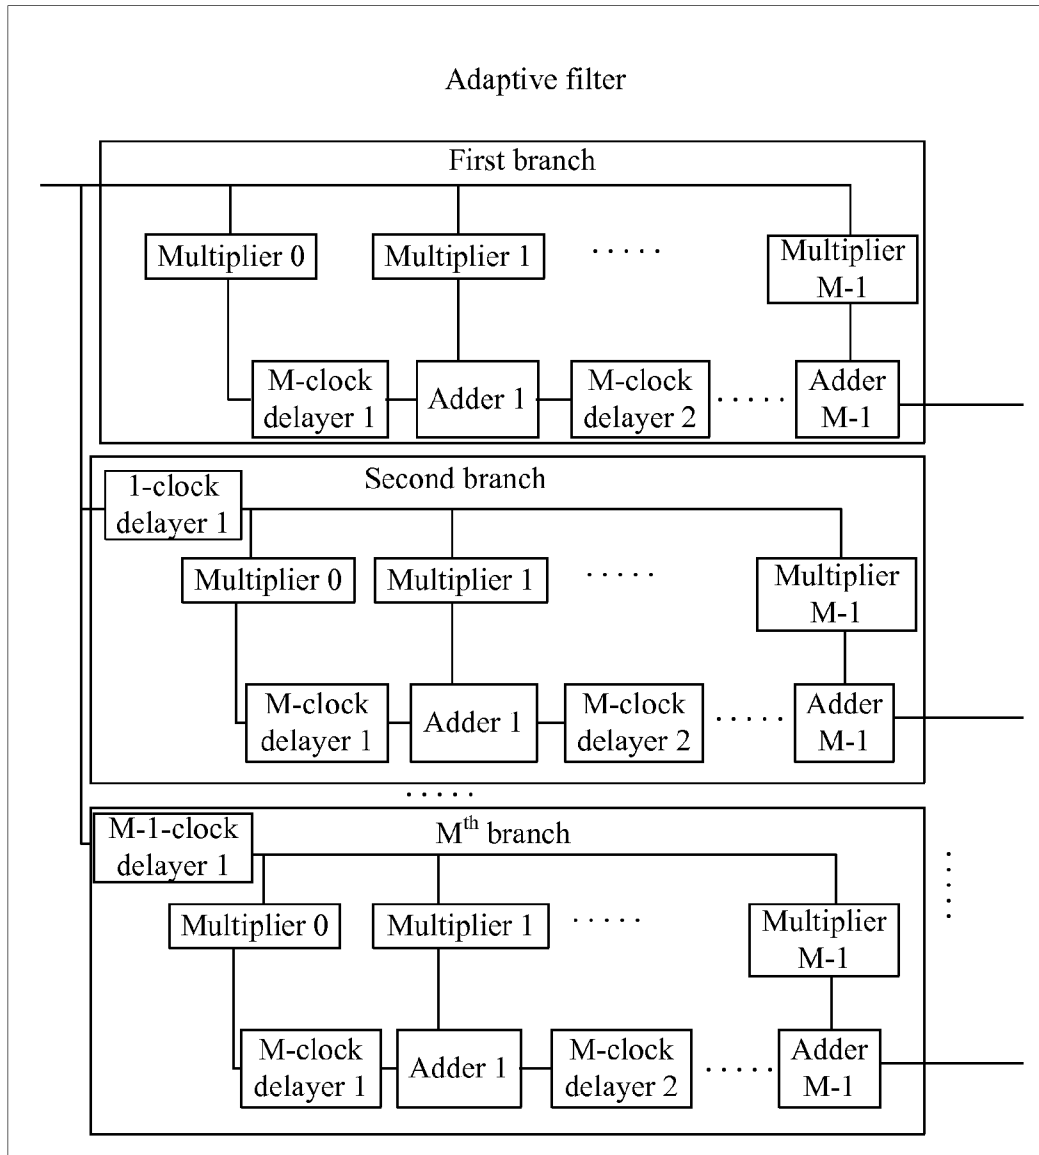 Adaptive filter
First branch
Multiplier 0
Multiplier 1
.....
Multiplier
M-1
M-clock
delayer 1
Adder 1
M-clock
delayer 2
.....
Adder
M-1
1-clock
delayer 1
Second branch
Multiplier 0
Multiplier 1
.....
Multiplier
M-1
M-clock
delayer 1
Adder 1
M-clock
delayer 2
.....
Adder
M-1
.....
M-1-clock
delayer 1
Mth branch
.....
Multiplier 0
Multiplier 1
.....
Multiplier
M-1
M-clock
delayer 1
Adder 1
M-clock
delayer 2
.....
Adder
M-1